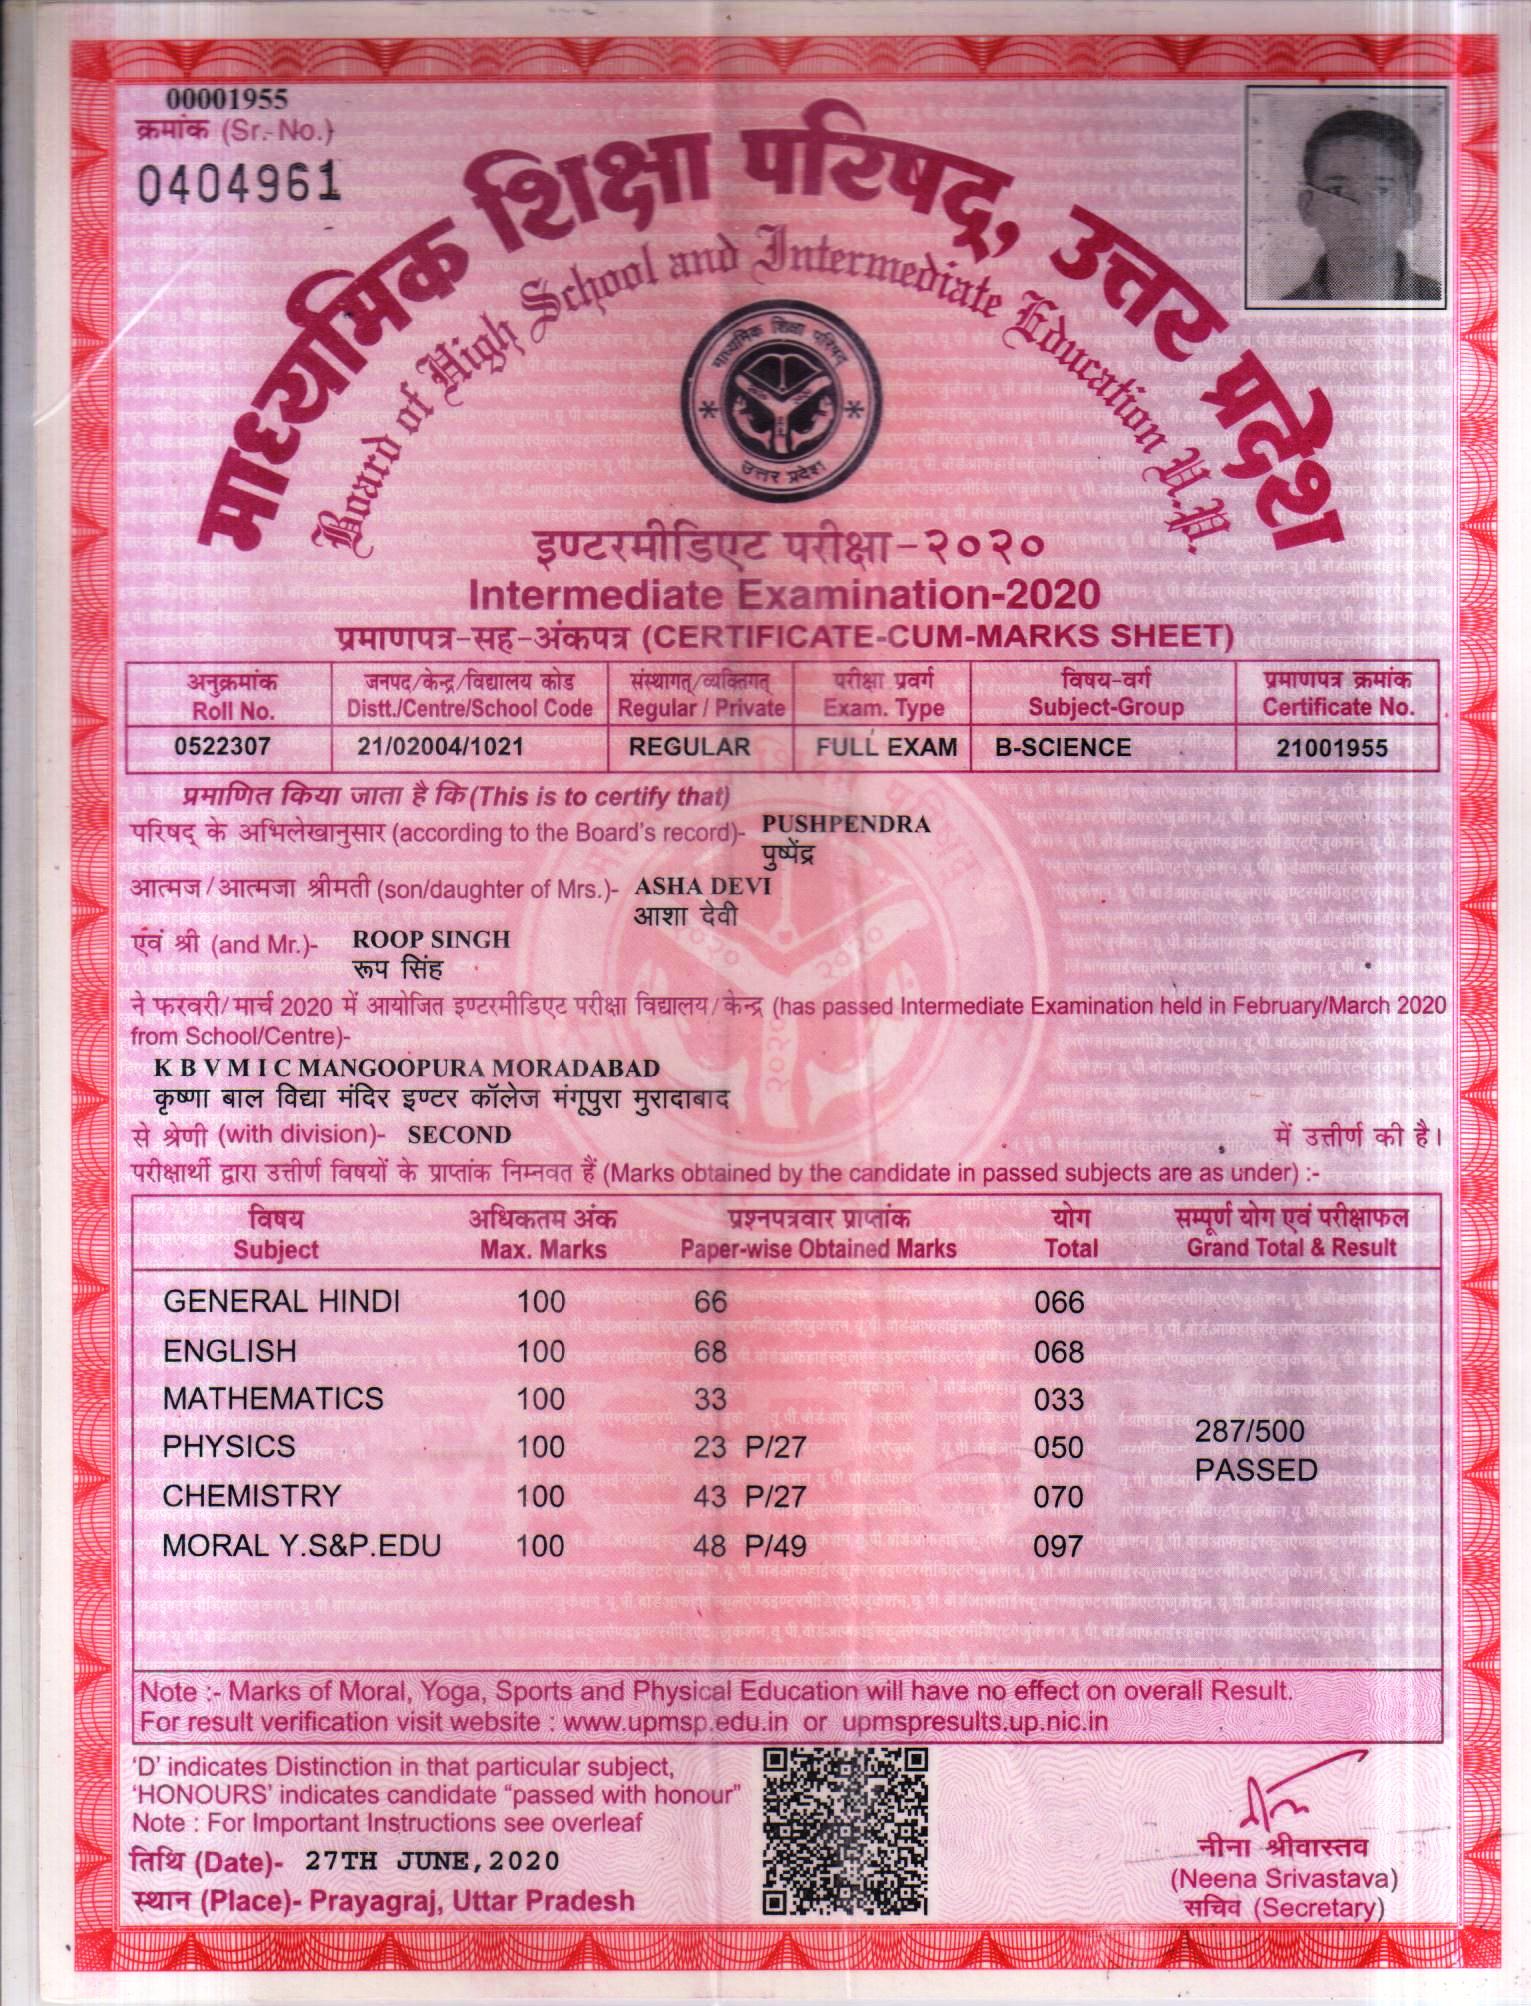 00001955
क्रमांक (Sr. No.)
0404961
माध्यमिक शिक्षा परिषद्, उत्तर प्रदेश
Board of High School and Intermediate Education U.P.
माध्यमिक शिक्षा परिषद्
उत्तर प्रदेश
इण्टरमीडिएट परीक्षा-२०२०
Intermediate Examination-2020
प्रमाणपत्र-सह-अंकपत्र (CERTIFICATE-CUM-MARKS SHEET)
अनुक्रमांक जनपद/केन्द्र/विद्यालय कोड संस्थागत्/व्यक्तिगत् परीक्षा प्रवर्ग विषय-वर्ग प्रमाणपत्र क्रमांक
Roll No. Distt./Centre/School Code Regular / Private Exam. Type Subject-Group Certificate No.
0522307 21/02004/1021 REGULAR FULL EXAM B-SCIENCE 21001955
प्रमाणित किया जाता है कि (This is to certify that)
परिषद् के अभिलेखानुसार (according to the Board's record)- PUSHPENDRA
पुष्पेंद्र
आत्मज/आत्मजा श्रीमती (son/daughter of Mrs.)- ASHA DEVI
आशा देवी
एवं श्री (and Mr.)- ROOP SINGH
रूप सिंह
ने फरवरी/मार्च 2020 में आयोजित इण्टरमीडिएट परीक्षा विद्यालय/केन्द्र (has passed Intermediate Examination held in February/March 2020
from School/Centre)-
K B V M I C MANGOOPURA MORADABAD
कृष्णा बाल विद्या मंदिर इण्टर कॉलेज मंगूपुरा मुरादाबाद
से श्रेणी (with division)- SECOND में उत्तीर्ण की है।
परीक्षार्थी द्वारा उत्तीर्ण विषयों के प्राप्तांक निम्नवत हैं (Marks obtained by the candidate in passed subjects are as under) :-
विषय अधिकतम अंक प्रश्नपत्रवार प्राप्तांक योग सम्पूर्ण योग एवं परीक्षाफल
Subject Max. Marks Paper-wise Obtained Marks Total Grand Total & Result
GENERAL HINDI 100 66 066
ENGLISH 100 68 068
MATHEMATICS 100 33 033
287/500
PHYSICS 100 23 P/27 050
PASSED
CHEMISTRY 100 43 P/27 070
MORAL Y.S&P.EDU 100 48 P/49 097
Note :- Marks of Moral, Yoga, Sports and Physical Education will have no effect on overall Result.
For result verification visit website : www.upmsp.edu.in or upmspresults.up.nic.in
'D' indicates Distinction in that particular subject,
'HONOURS' indicates candidate "passed with honour"
Note : For Important Instructions see overleaf
तिथि (Date)- 27TH JUNE,2020
स्थान (Place)- Prayagraj, Uttar Pradesh
नीना श्रीवास्तव
(Neena Srivastava)
सचिव (Secretary)